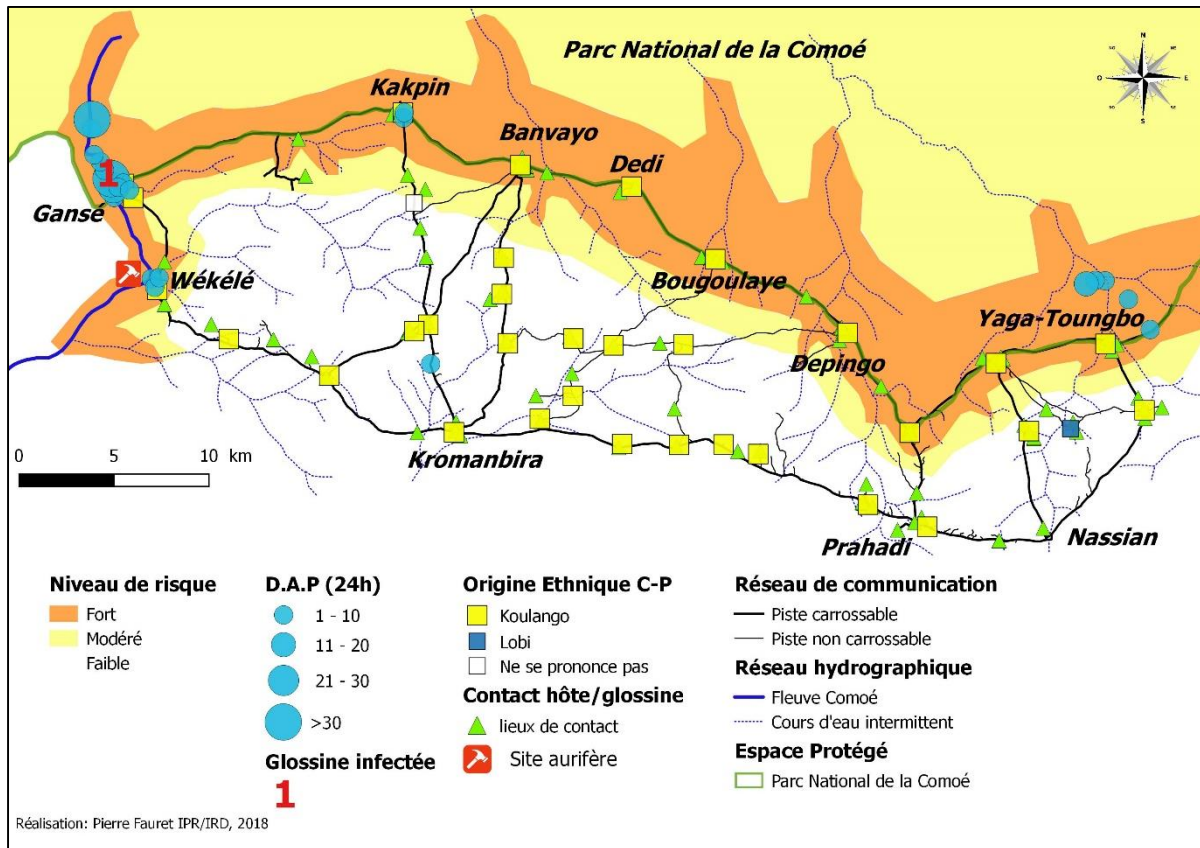 Parc National de la Comoé
N
NO
NE
O
E
SO
SE
S
Kakpin
Banvayo
Dedi
1
Gansé
Wékélé
Bougoulaye
Yaga-Toungbo
Depingo
0 5 10 km
Kromanbira
Prahadi
Nassian
Niveau de risque
Fort
Modéré
Faible
D.A.P (24h)
1 - 10
11 - 20
21 - 30
>30
Glossine infectée
1
Origine Ethnique C-P
Koulango
Lobi
Ne se prononce pas
Contact hôte/glossine
lieux de contact
Site aurifère
Réseau de communication
Piste carrossable
Piste non carrossable
Réseau hydrographique
Fleuve Comoé
Cours d'eau intermittent
Espace Protégé
Parc National de la Comoé
Réalisation: Pierre Fauret IPR/IRD, 2018